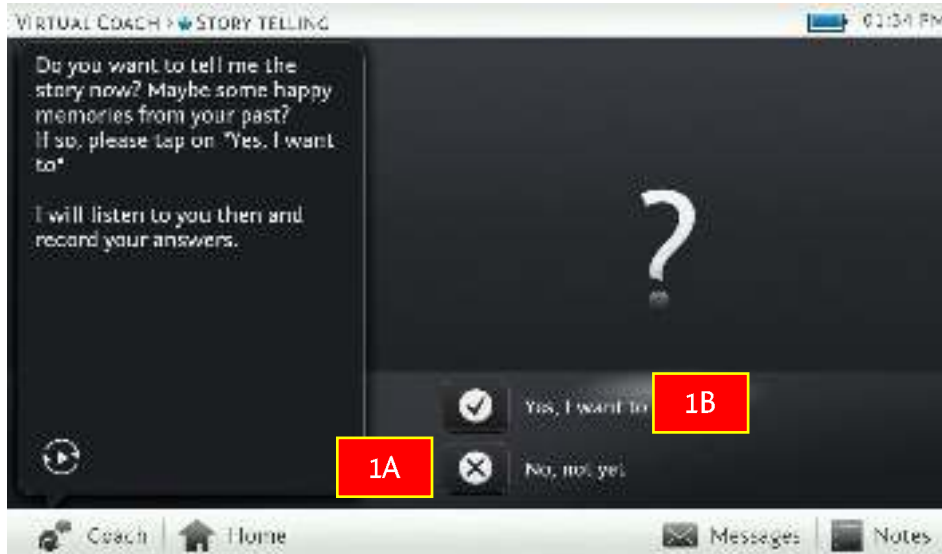 VIRTUAL COACH › STORY TELLING
01:34 PM
Do you want to tell me the
story now? Maybe some happy
memories from your past?
If so, please tap on "Yes, I want
to"
I will listen to you then and
record your answers.
?
Yes, I want to
1B
1A
No, not yet
Coach
Home
Messages
Notes